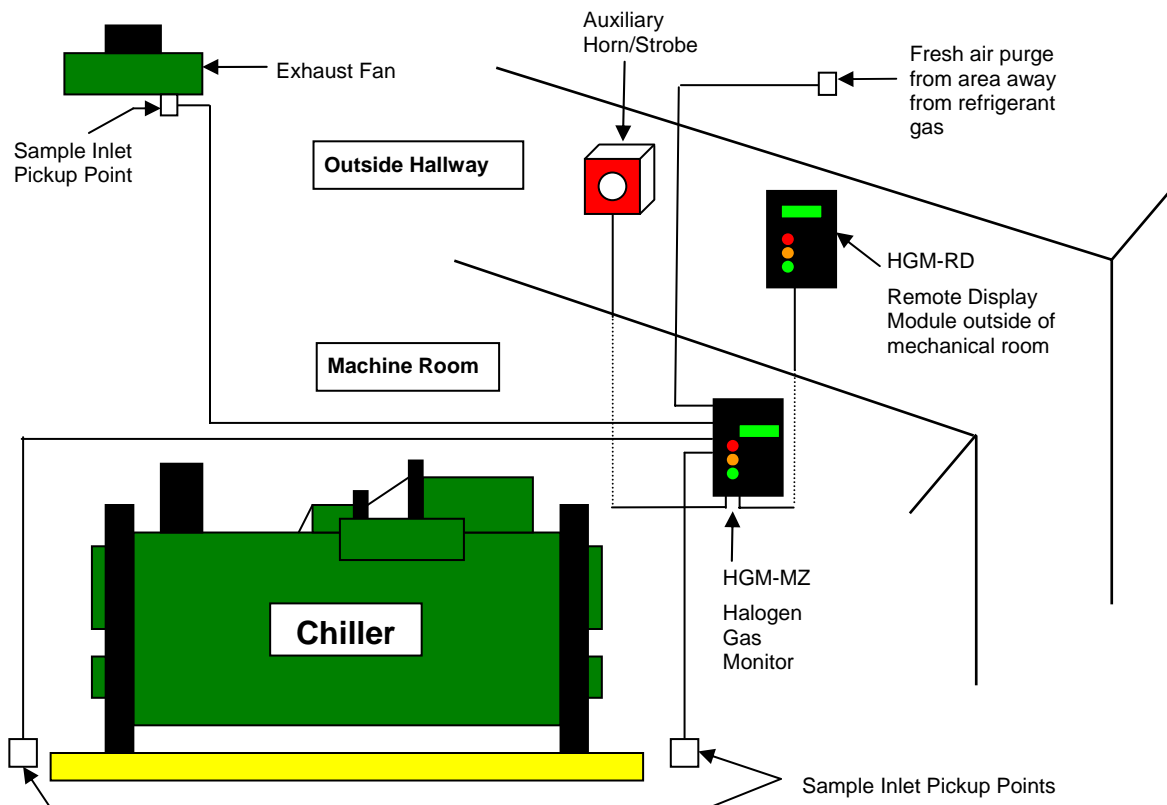 Auxiliary
Horn/Strobe
Exhaust Fan
Fresh air purge
from area away
from refrigerant
gas
Sample Inlet
Pickup Point
Outside Hallway
HGM-RD
Remote Display
Module outside of
mechanical room
Machine Room
HGM-MZ
Halogen
Gas
Monitor
Chiller
Sample Inlet Pickup Points